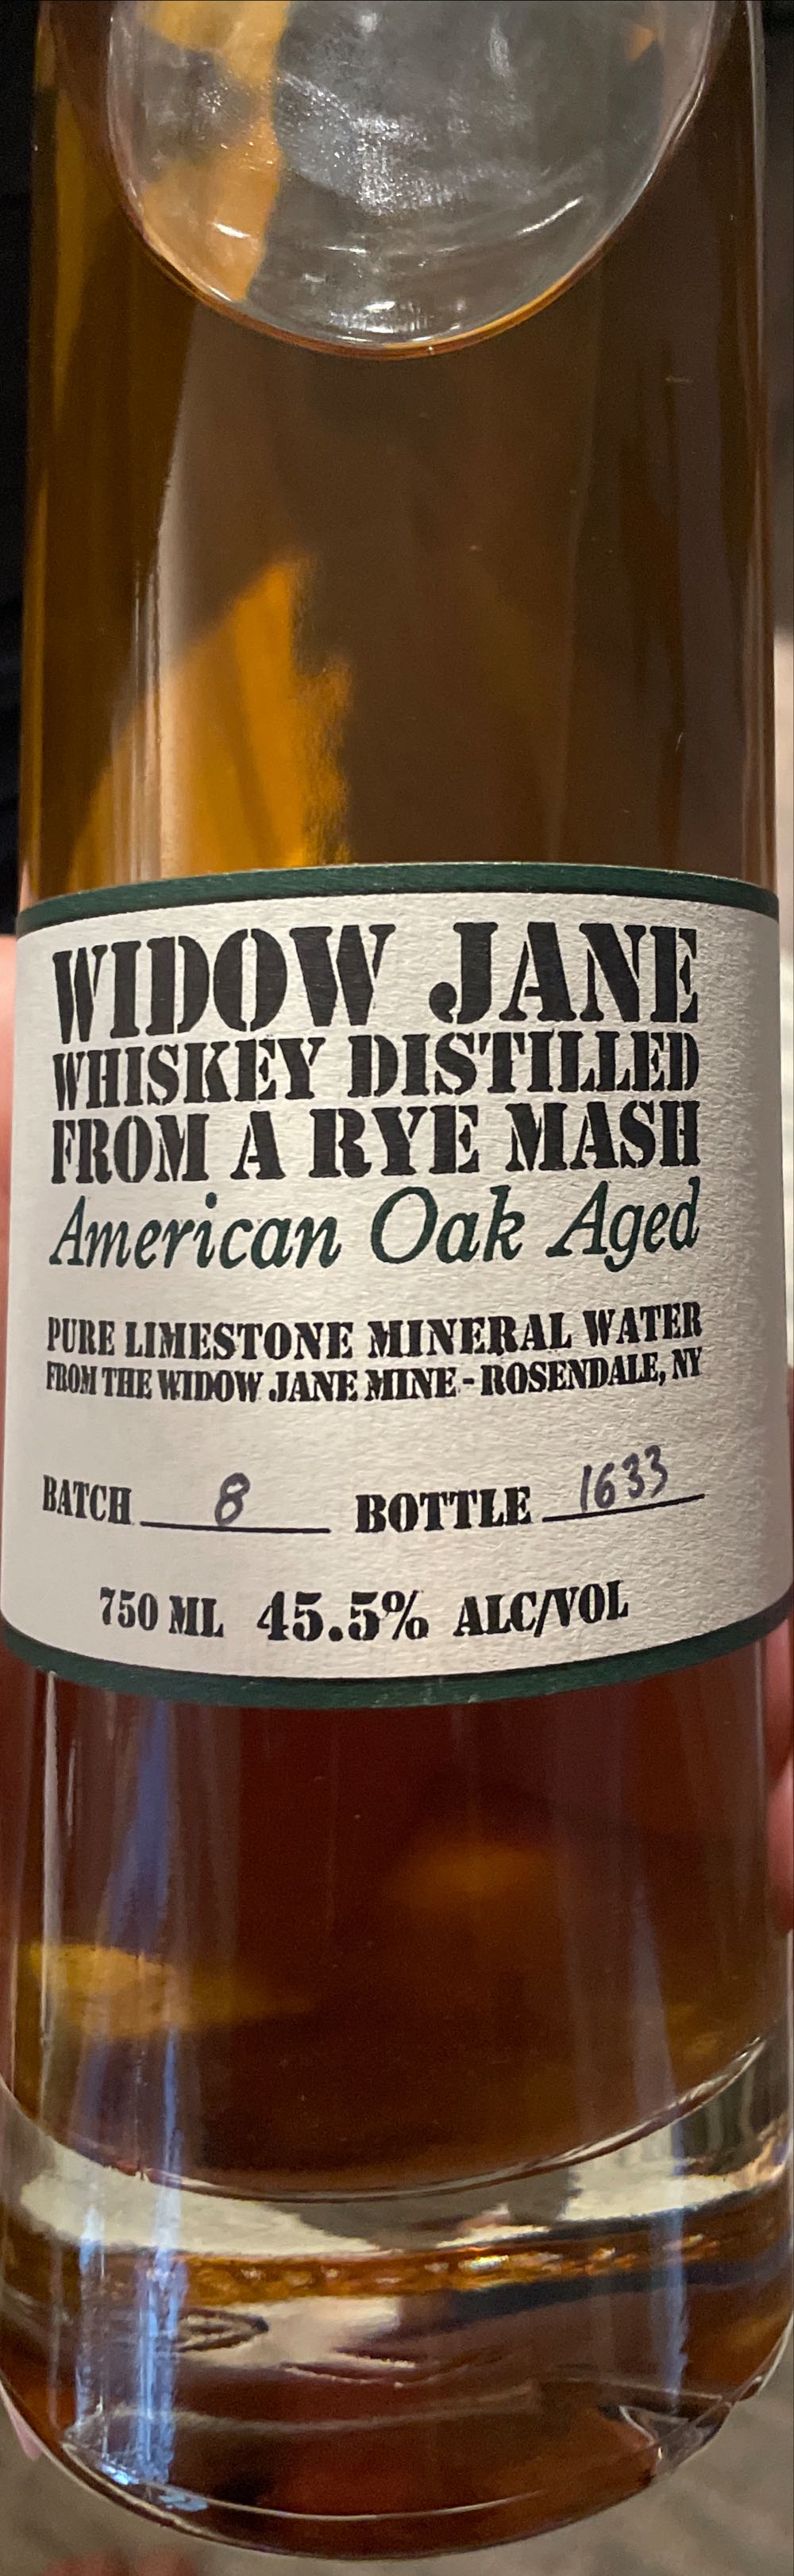 WIDOW JANE
WHISKEY DISTILLED
FROM A RYE MASH
American Oak Aged
PURE LIMESTONE MINERAL WATER
FROM THE WIDOW JANE MINE - ROSENDALE, NY
BATCH 8 BOTTLE 1633
750 ML 45.5% ALC/VOL